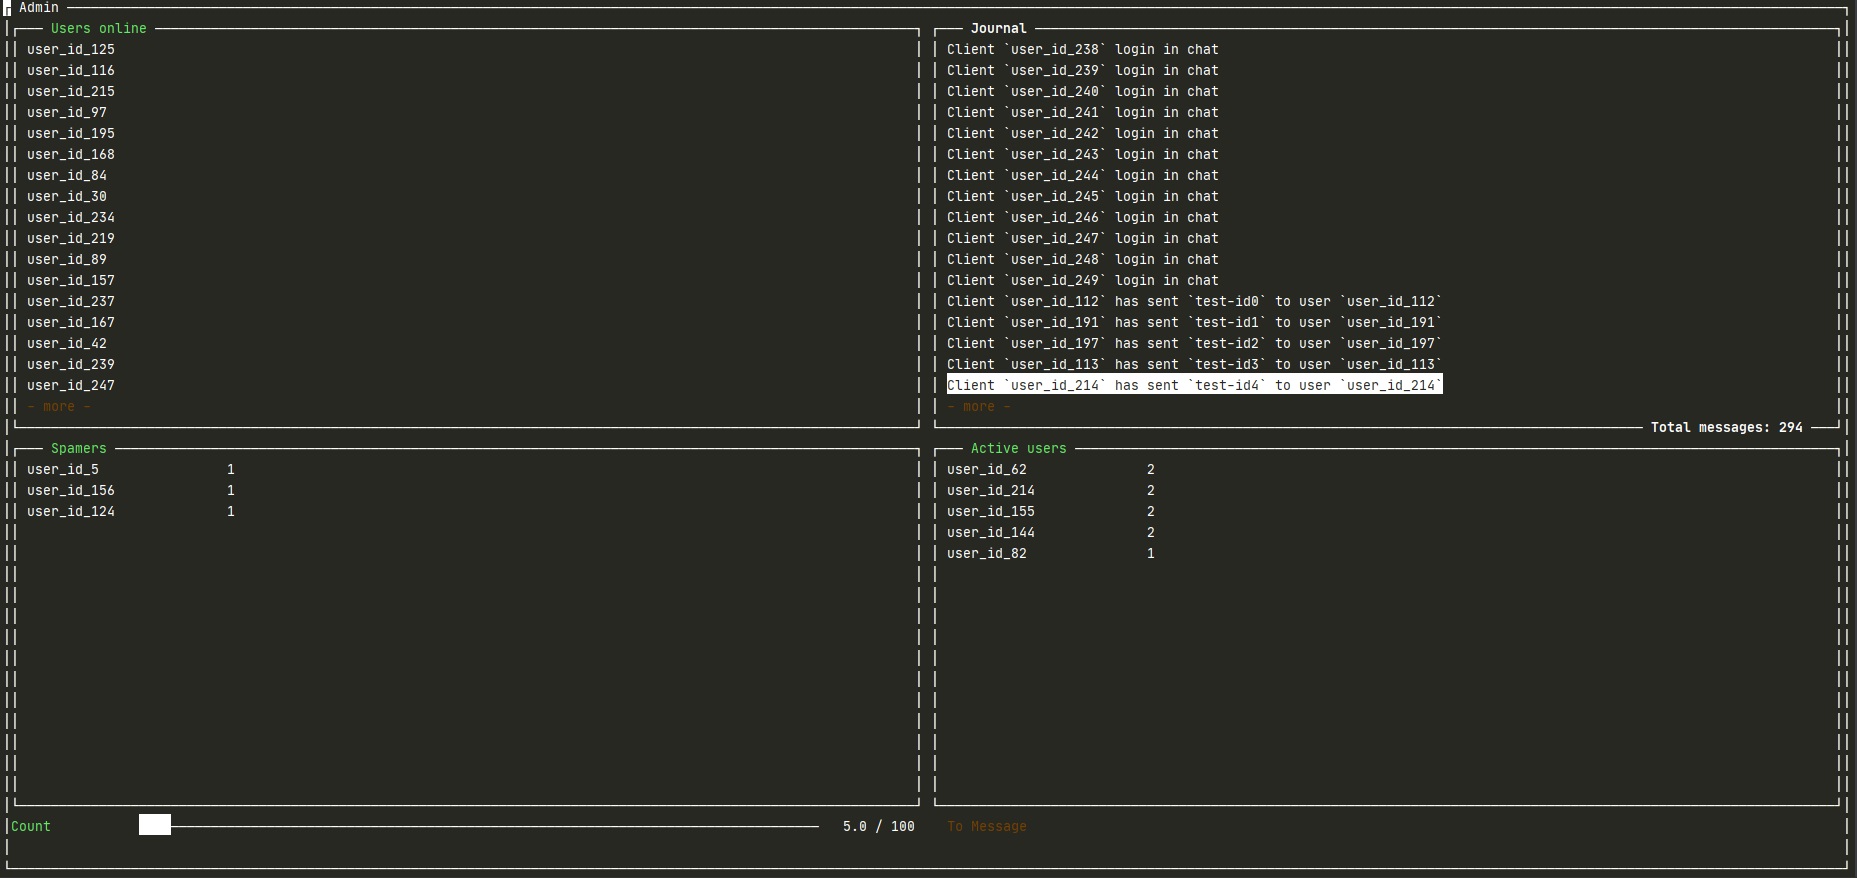 Admin
Users online
user_id_125
user_id_116
user_id_215
user_id_97
user_id_195
user_id_168
user_id_84
user_id_30
user_id_234
user_id_219
user_id_89
user_id_157
user_id_237
user_id_167
user_id_42
user_id_239
user_id_247
- more -
Journal
Client `user_id_238` login in chat
Client `user_id_239` login in chat
Client `user_id_240` login in chat
Client `user_id_241` login in chat
Client `user_id_242` login in chat
Client `user_id_243` login in chat
Client `user_id_244` login in chat
Client `user_id_245` login in chat
Client `user_id_246` login in chat
Client `user_id_247` login in chat
Client `user_id_248` login in chat
Client `user_id_249` login in chat
Client `user_id_112` has sent `test-id0` to user `user_id_112`
Client `user_id_191` has sent `test-id1` to user `user_id_191`
Client `user_id_197` has sent `test-id2` to user `user_id_197`
Client `user_id_113` has sent `test-id3` to user `user_id_113`
Client `user_id_214` has sent `test-id4` to user `user_id_214`
- more -
Total messages: 294
Spamers
user_id_5 1
user_id_156 1
user_id_124 1
Active users
user_id_62 2
user_id_214 2
user_id_155 2
user_id_144 2
user_id_82 1
Count 5.0 / 100 To Message